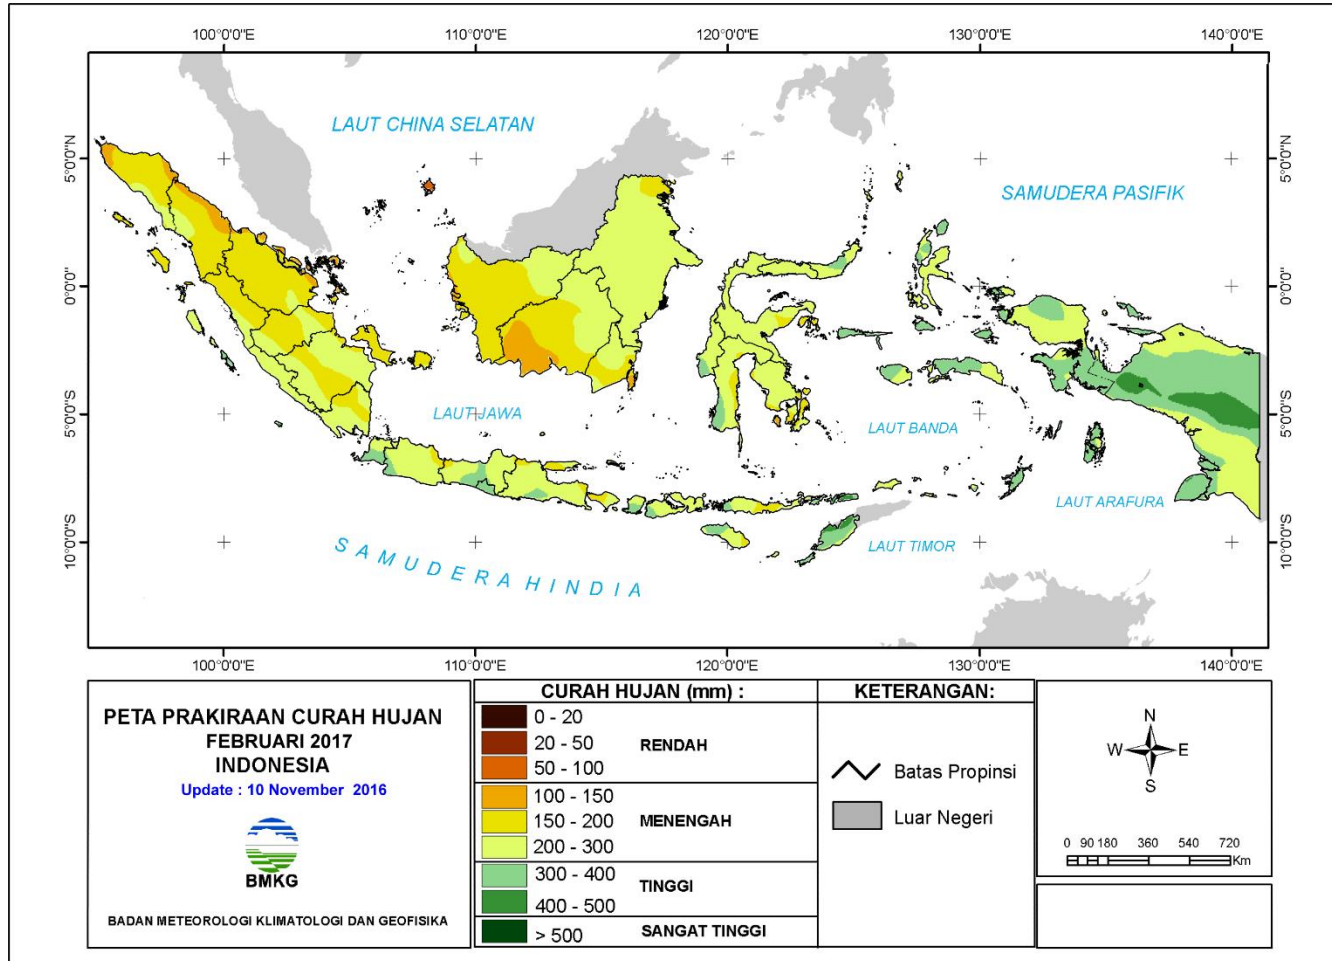 100°0'0"E 110°0'0"E 120°0'0"E 130°0'0"E 140°0'0"E
LAUT CHINA SELATAN
5°0'0"N 5°0'0"N
SAMUDERA PASIFIK
0°0'0" 0°0'0"
LAUT JAWA
5°0'0"S 5°0'0"S
LAUT BANDA
LAUT ARAFURA
10°0'0"S 10°0'0"S
LAUT TIMOR
SAMUDERA HINDIA
100°0'0"E 110°0'0"E 120°0'0"E 130°0'0"E 140°0'0"E
PETA PRAKIRAAN CURAH HUJAN
FEBRUARI 2017
INDONESIA
Update : 10 November 2016
BMKG
BADAN METEOROLOGI KLIMATOLOGI DAN GEOFISIKA
CURAH HUJAN (mm) :
0 - 20
20 - 50
RENDAH
50 - 100
100 - 150
150 - 200
MENENGAH
200 - 300
300 - 400
TINGGI
400 - 500
> 500
SANGAT TINGGI
KETERANGAN:
Batas Propinsi
Luar Negeri
N
W E
S
0 90 180 360 540 720
Km